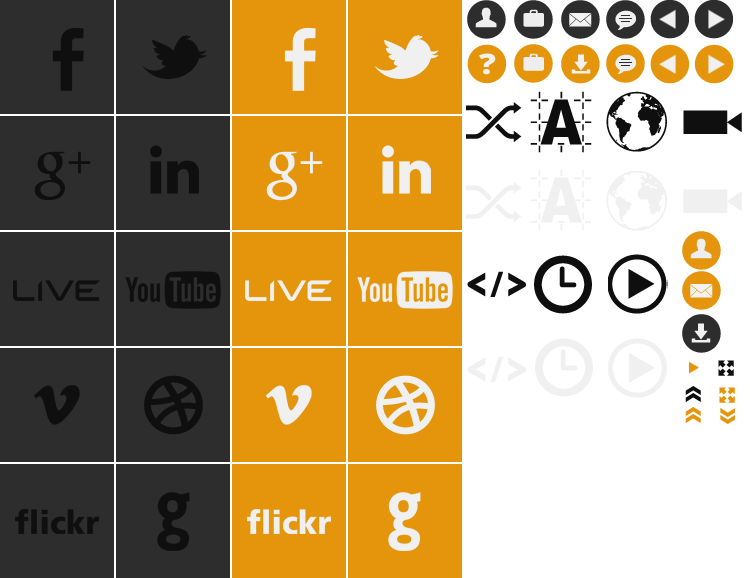 f f
g+ in g+ in
A
A
LIVE YouTube LIVE YouTube
</>
</>
v v
flickr g flickr g
?